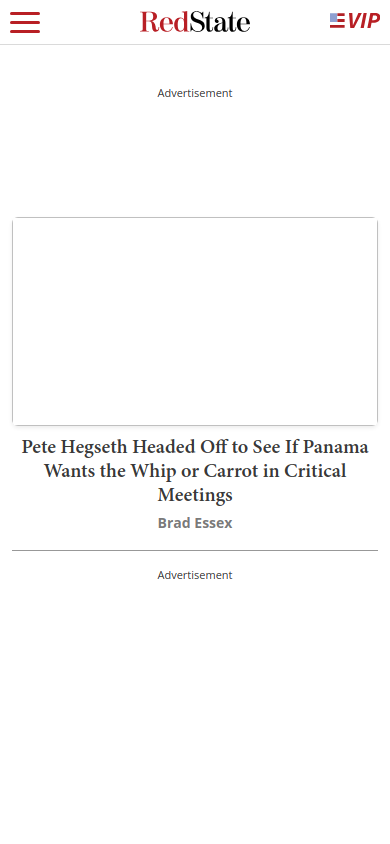 RedState
VIP
Advertisement
Pete Hegseth Headed Off to See If Panama
Wants the Whip or Carrot in Critical
Meetings
Brad Essex
Advertisement